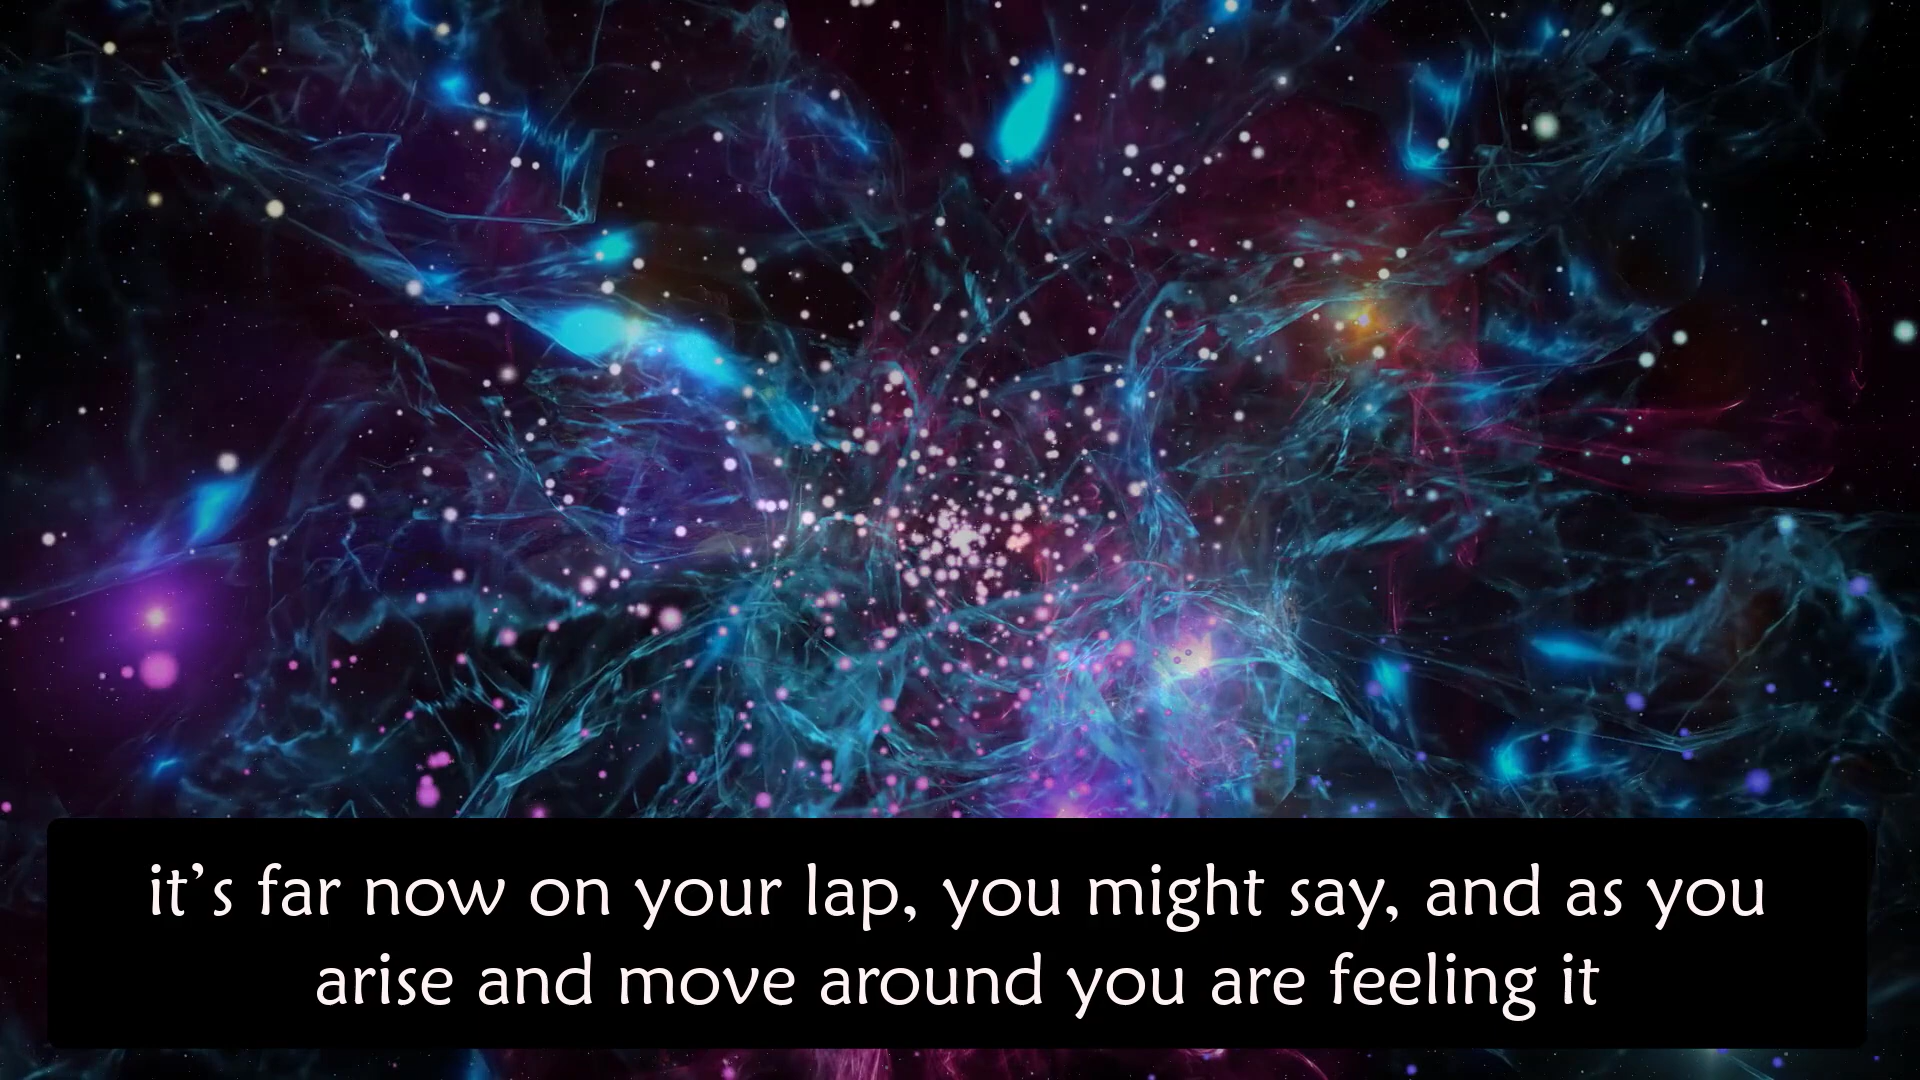 it’s far now on your lap, you might say, and as you
arise and move around you are feeling it